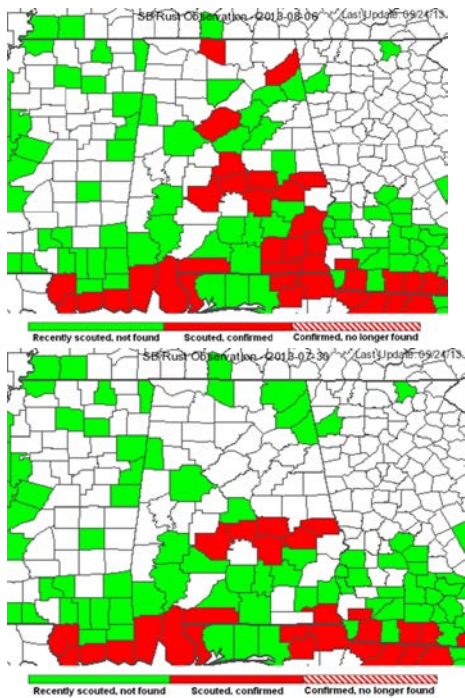 SB Rust Observation - 2013-08-06 Last Update: 09/24/13
Recently scouted, not found Scouted, confirmed Confirmed, no longer found
SB Rust Observation - 2013-07-30 Last Update: 09/24/13
Recently scouted, not found Scouted, confirmed Confirmed, no longer found